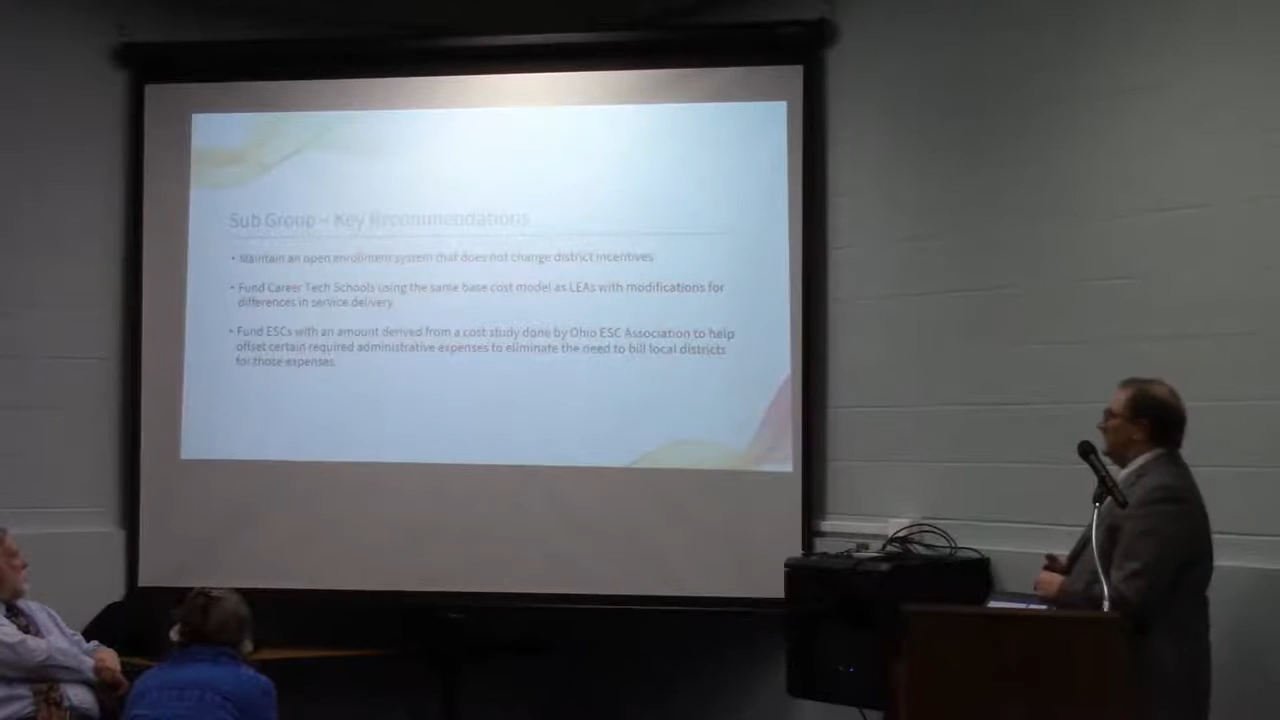 Sub Group – Key Recommendations
• Maintain an open enrollment system that does not change district incentives
• Fund Career Tech Schools using the same base cost model as LEAs with modifications for
differences in service delivery
• Fund ESCs with an amount derived from a cost study done by Ohio ESC Association to help
offset certain required administrative expenses to eliminate the need to bill local districts
for those expenses.